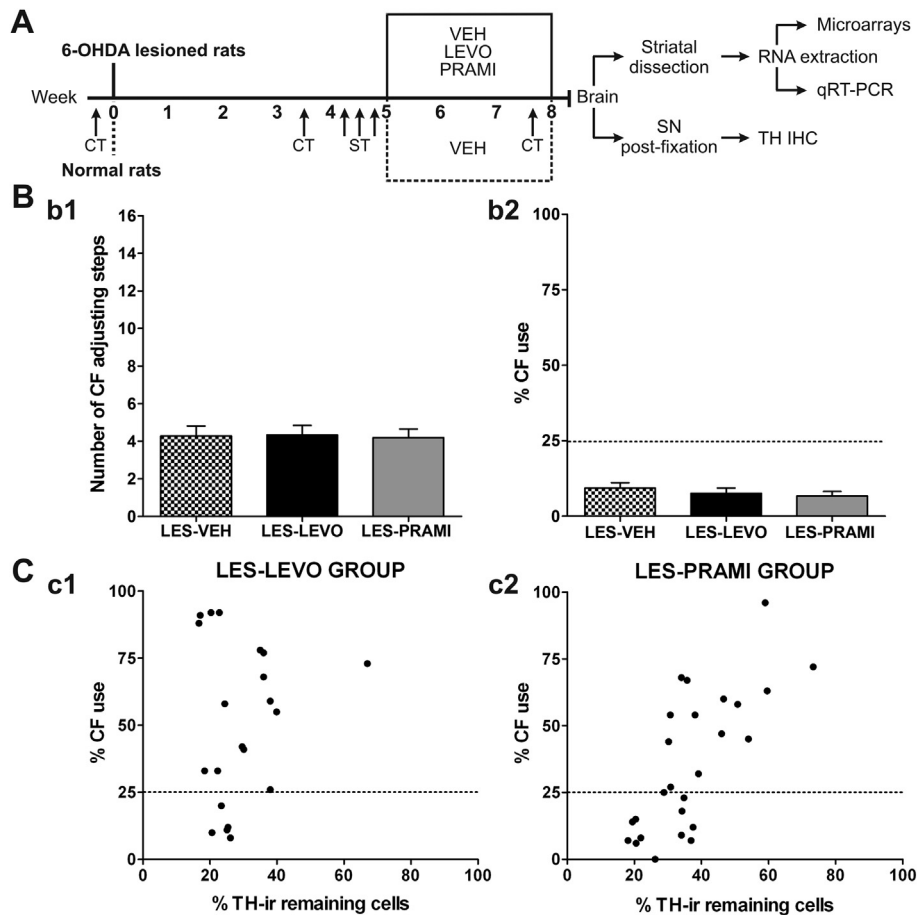 A
6-OHDA lesioned rats
VEH
LEVO
PRAMI
Week 0 1 2 3 4 5 6 7 8
CT CT ST VEH CT
Normal rats
Brain
Striatal
dissection
RNA extraction
Microarrays
qRT-PCR
SN
post-fixation
TH IHC
B
b1
Number of CF adjusting steps
16
14
12
10
8
6
4
2
0
LES-VEH LES-LEVO LES-PRAMI
b2
% CF use
100
75
50
25
0
LES-VEH LES-LEVO LES-PRAMI
C
c1
LES-LEVO GROUP
% CF use
100
75
50
25
0
0 20 40 60 80 100
% TH-ir remaining cells
c2
LES-PRAMI GROUP
% CF use
100
75
50
25
0
0 20 40 60 80 100
% TH-ir remaining cells